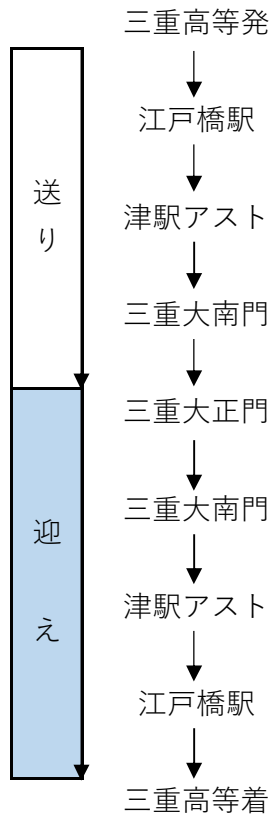 三重高等発
江戸橋駅
津駅アスト
三重大南門
三重大正門
三重大南門
津駅アスト
江戸橋駅
三重高等着
送り
迎え